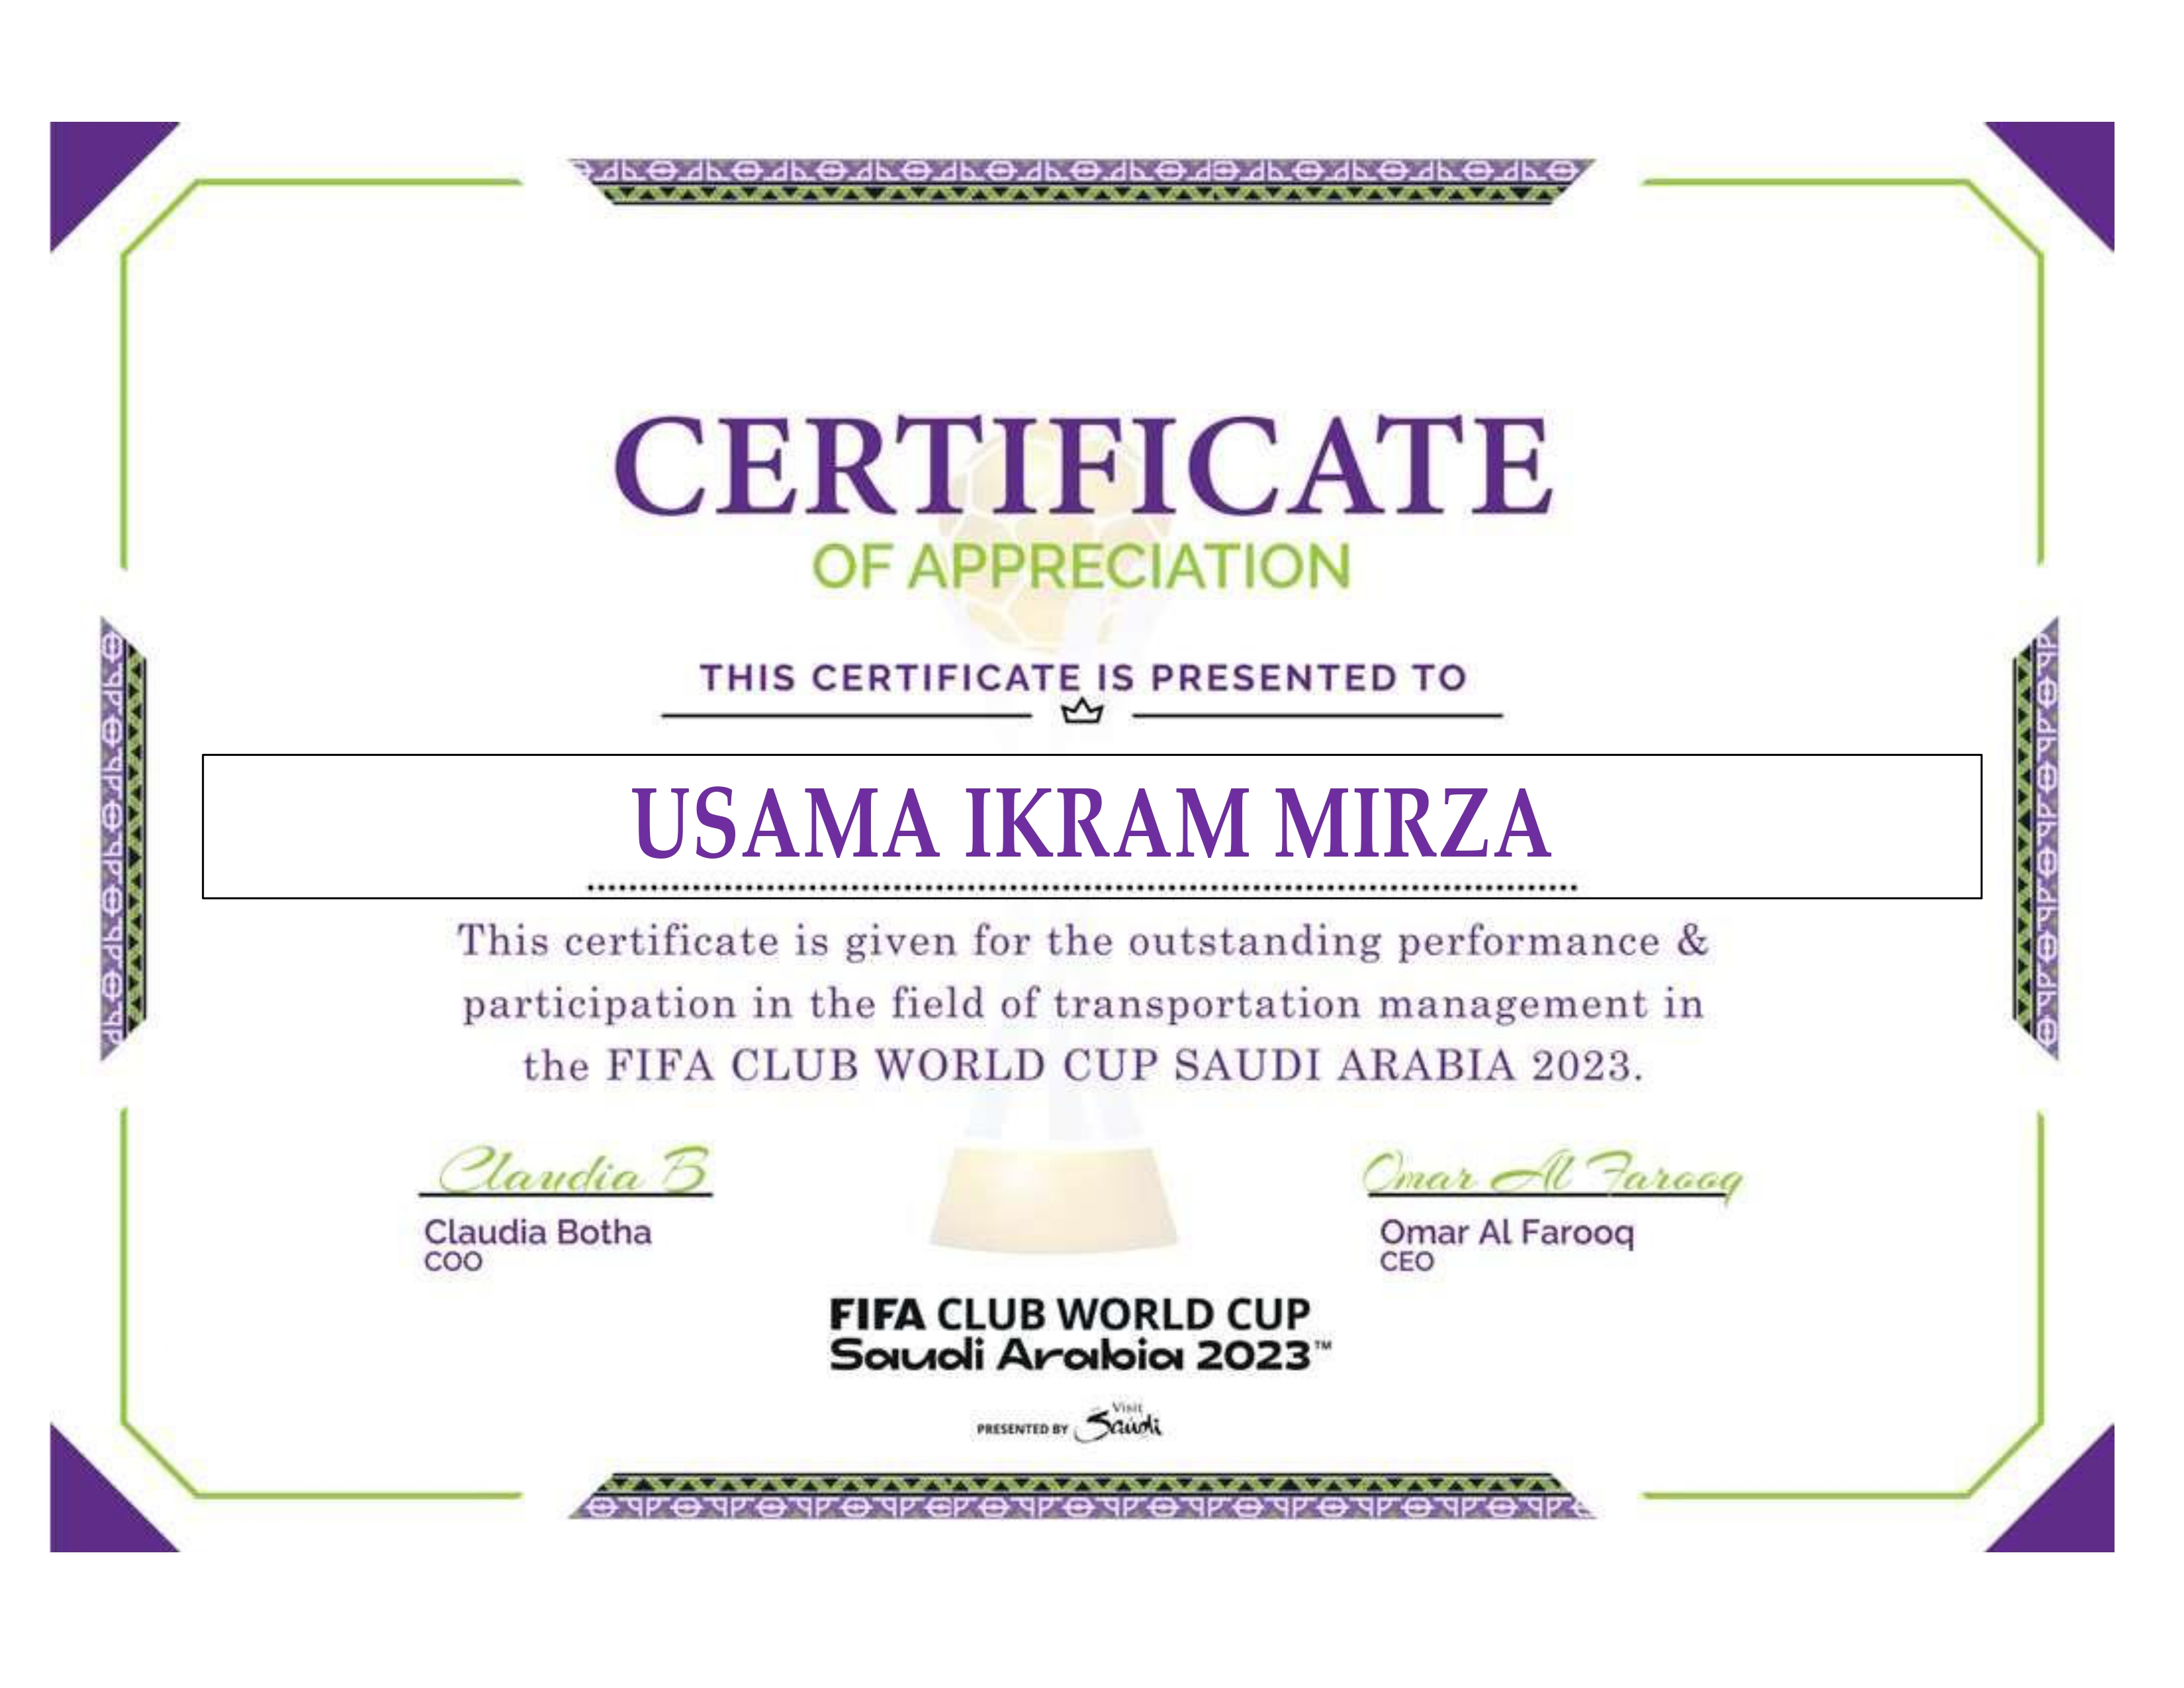 CERTIFICATE
OF APPRECIATION
THIS CERTIFICATE IS PRESENTED TO
USAMA IKRAM MIRZA
This certificate is given for the outstanding performance &
participation in the field of transportation management in
the FIFA CLUB WORLD CUP SAUDI ARABIA 2023.
Claudia B
Claudia Botha
COO
Omar Al Farooq
Omar Al Farooq
CEO
FIFA CLUB WORLD CUP
Saudi Arabia 2023™
PRESENTED BY Visit Saudi